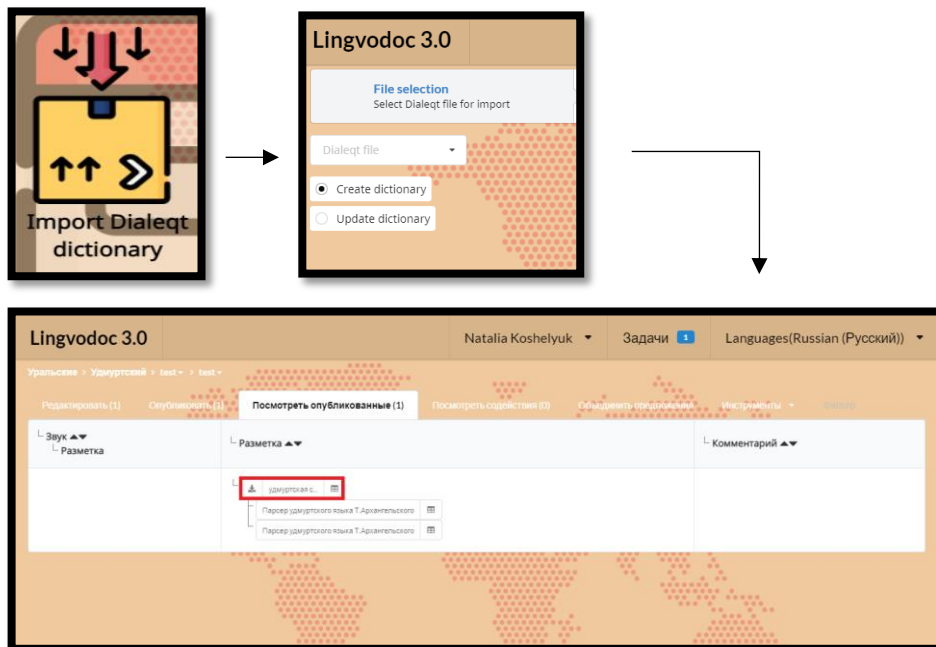 Import Dialeqt
dictionary
Lingvodoc 3.0
File selection
Select Dialeqt file for import
Dialeqt file
Create dictionary
Update dictionary
Lingvodoc 3.0 Natalia Koshelyuk Задачи 1 Languages(Russian (Русский))
Уральские › Удмуртский › test › test
Редактировать (1) Опубликовать (1) Посмотреть опубликованные (1) Посмотреть содействия (0) Объединить предложения Инструменты Фильтр
Звук Разметка Комментарий
Разметка
удмуртская с...
Парсер удмуртского языка Т.Архангельского
Парсер удмуртского языка Т.Архангельского